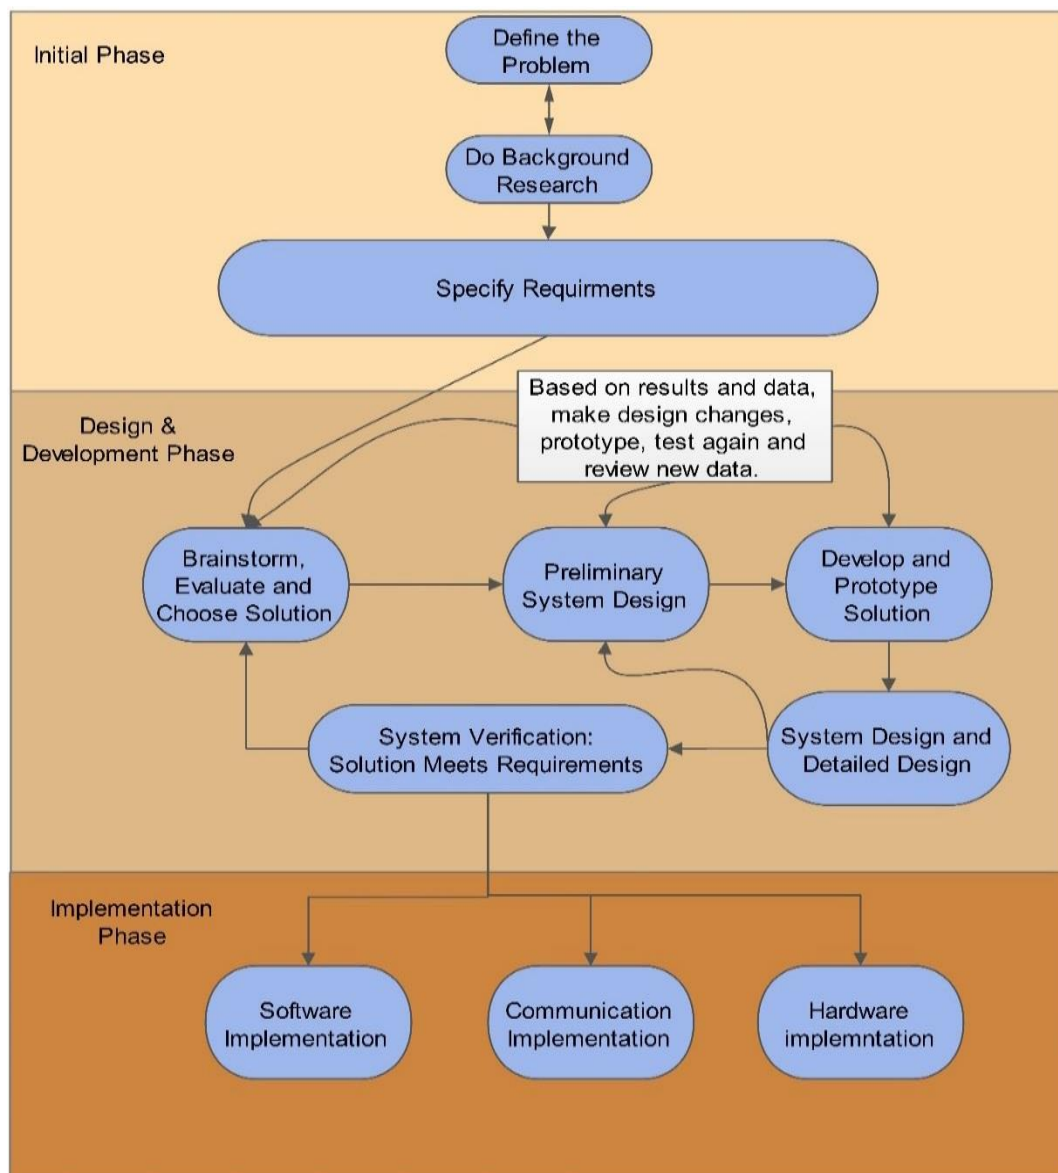 Initial Phase
Define the
Problem
Do Background
Research
Specify Requirments
Design &
Development Phase
Based on results and data,
make design changes,
prototype, test again and
review new data.
Brainstorm,
Evaluate and
Choose Solution
Preliminary
System Design
Develop and
Prototype
Solution
System Verification:
Solution Meets Requirements
System Design and
Detailed Design
Implementation
Phase
Software
Implementation
Communication
Implementation
Hardware
implemntation